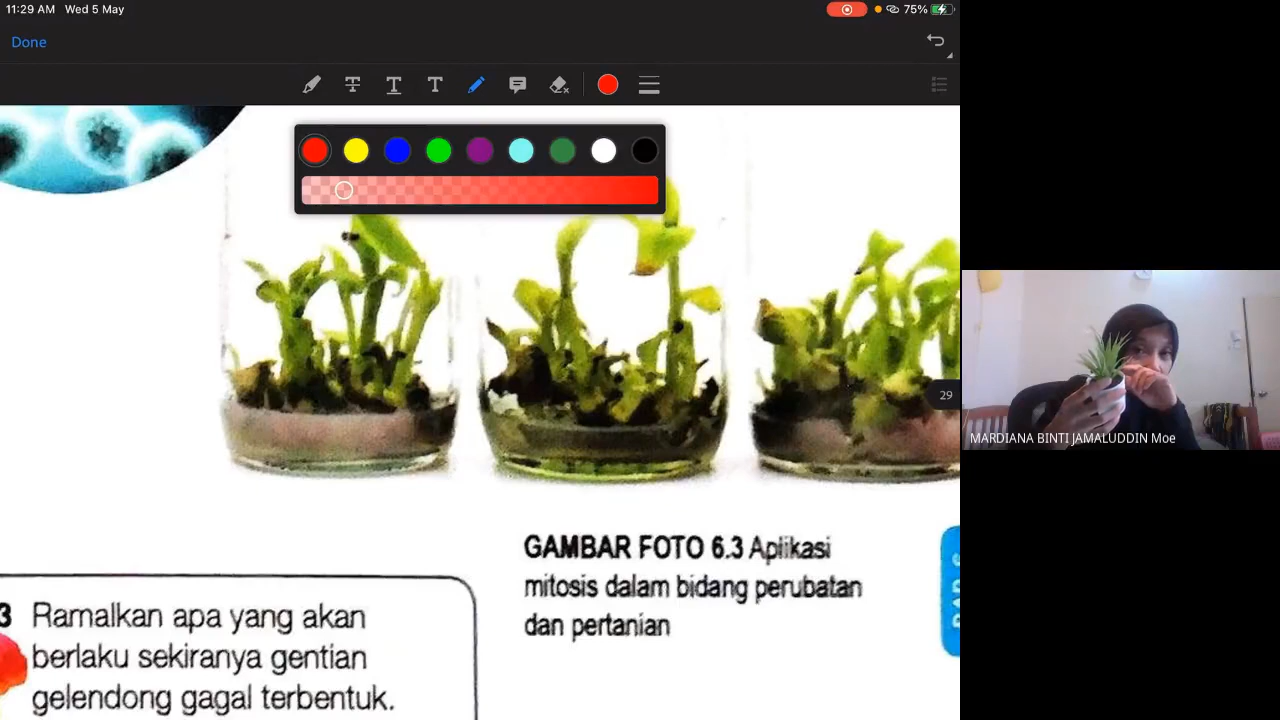 11:29 AM Wed 5 May
75%
Done
T T T
29
MARDIANA BINTI JAMALUDDIN Moe
GAMBAR FOTO 6.3 Aplikasi
mitosis dalam bidang perubatan
dan pertanian
3 Ramalkan apa yang akan
berlaku sekiranya gentian
gelendong gagal terbentuk.